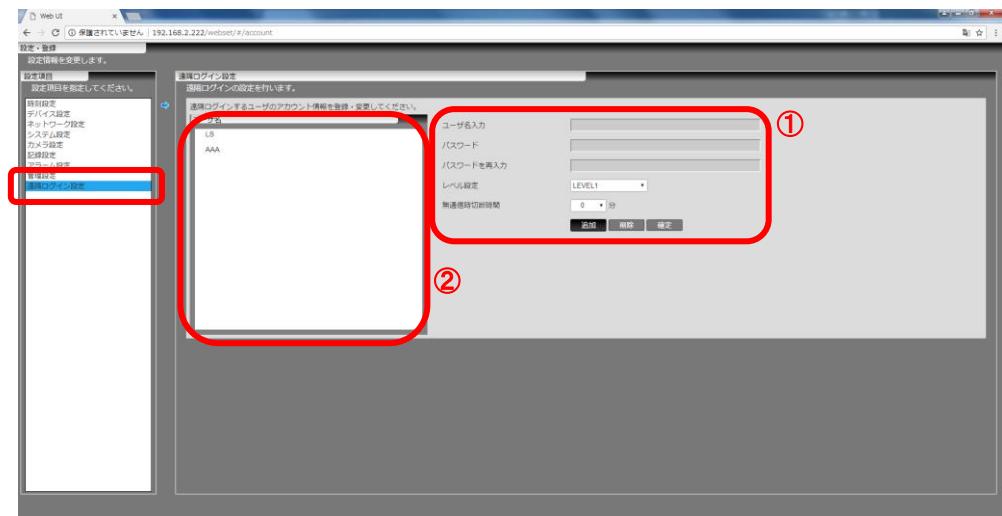 Web UI
保護されていません 192.168.2.222/webset/#/account
設定・登録
設定情報を変更します。
設定項目
設定項目を指定してください。
時刻設定
デバイス設定
ネットワーク設定
システム設定
カメラ設定
記録設定
アラーム設定
管理設定
遠隔ログイン設定
遠隔ログイン設定
遠隔ログインの設定を行います。
遠隔ログインするユーザのアカウント情報を登録・変更してください。
ユーザ名
LS
AAA
ユーザ名入力
パスワード
パスワードを再入力
レベル設定 LEVEL1
無通信時切断時間 0 分
追加 削除 確定
①
②